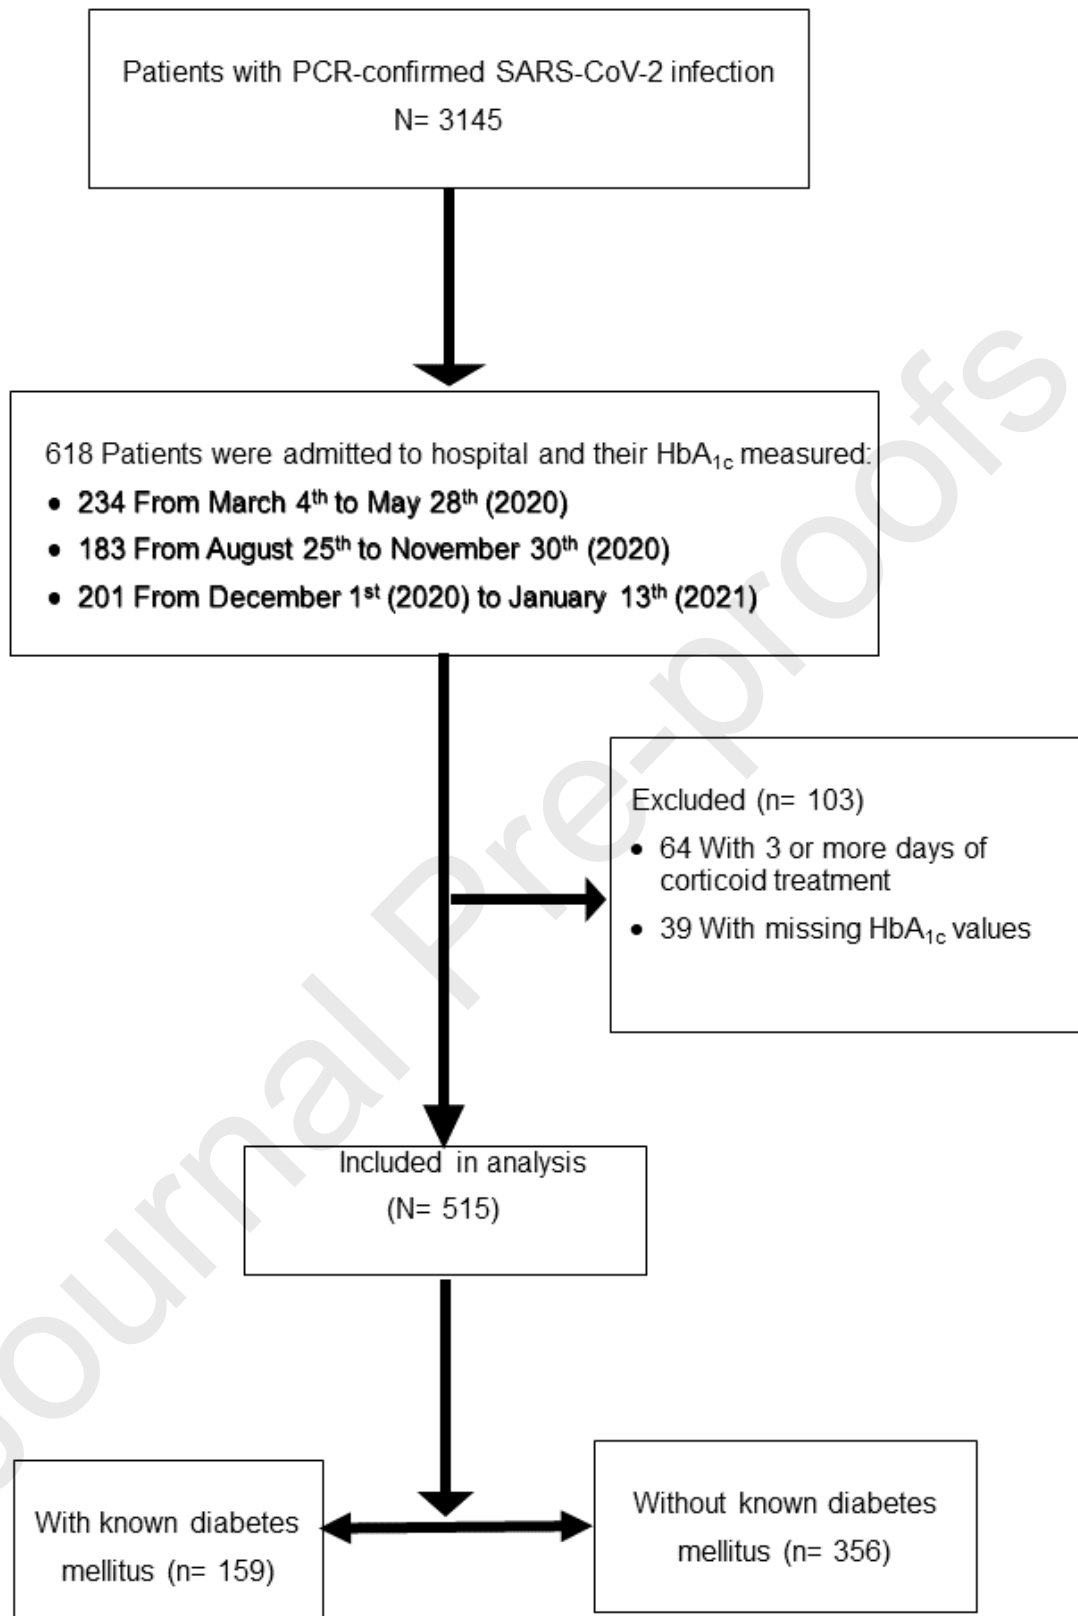 Patients with PCR-confirmed SARS-CoV-2 infection
N= 3145
618 Patients were admitted to hospital and their HbA1c measured:
• 234 From March 4th to May 28th (2020)
• 183 From August 25th to November 30th (2020)
• 201 From December 1st (2020) to January 13th (2021)
Excluded (n= 103)
• 64 With 3 or more days of
corticoid treatment
• 39 With missing HbA1c values
Included in analysis
(N= 515)
With known diabetes
mellitus (n= 159)
Without known diabetes
mellitus (n= 356)
Journal Pre-proofs